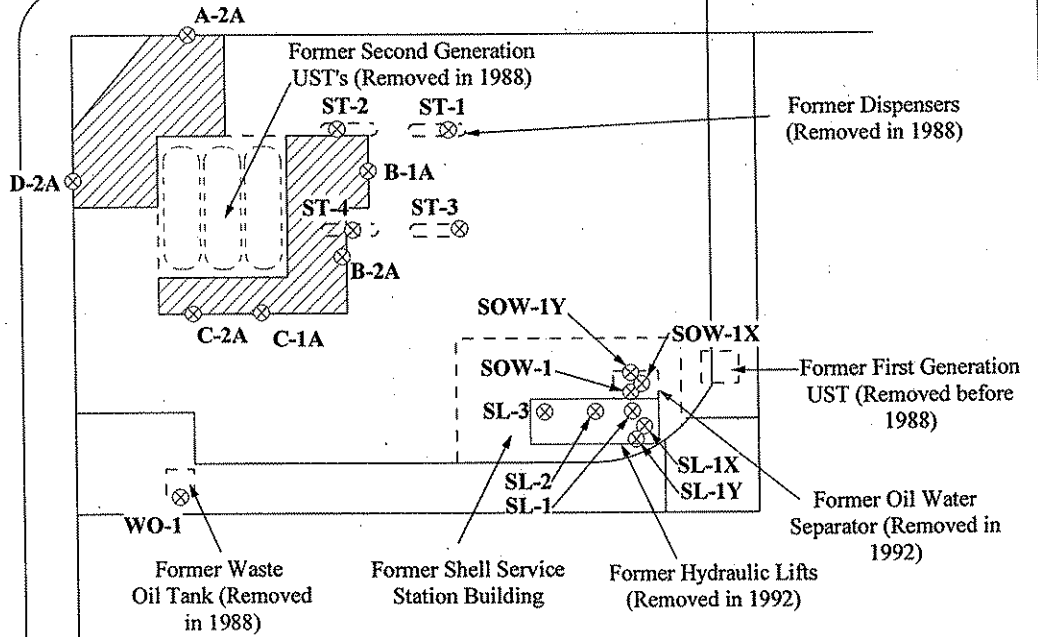 A-2A
Former Second Generation
UST's (Removed in 1988)
ST-2
ST-1
Former Dispensers
(Removed in 1988)
D-2A
B-1A
ST-4
ST-3
B-2A
C-2A
C-1A
SOW-1Y
SOW-1X
SOW-1
Former First Generation
UST (Removed before
1988)
SL-3
SL-2
SL-1
SL-1X
SL-1Y
WO-1
Former Oil Water
Separator (Removed in
1992)
Former Waste
Oil Tank (Removed
in 1988)
Former Shell Service
Station Building
Former Hydraulic Lifts
(Removed in 1992)